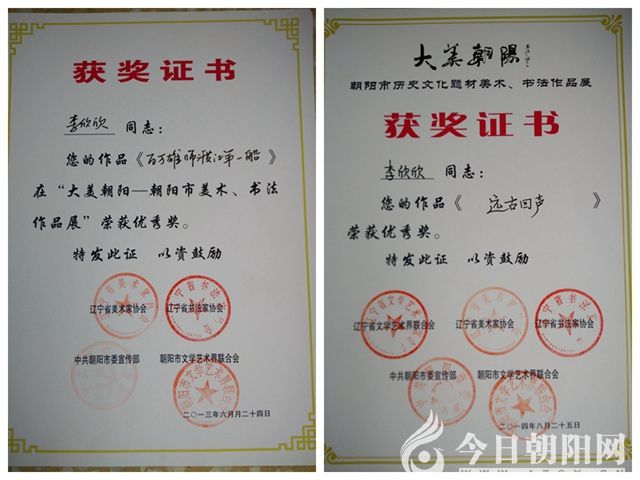 获奖证书
李欣欣 同志：
您的作品《百万雄师渡江第一船》
在“大美朝阳—朝阳市美术、书法
作品展”荣获优秀奖。
特发此证 以资鼓励
辽宁省美术家协会 辽宁省书法家协会
中共朝阳市委宣传部 朝阳市文学艺术界联合会
二〇一三年六月二十四日
大美朝陽
朝阳市历史文化题材美术、书法作品展
获奖证书
李欣欣 同志：
您的作品《 远古回声 》
荣获优秀奖。
特发此证 以资鼓励
辽宁省文学艺术界联合会 辽宁省美术家协会 辽宁省书法家协会
中共朝阳市委宣传部 朝阳市文学艺术界联合会
二〇一四年八月二十五日
今日朝阳网